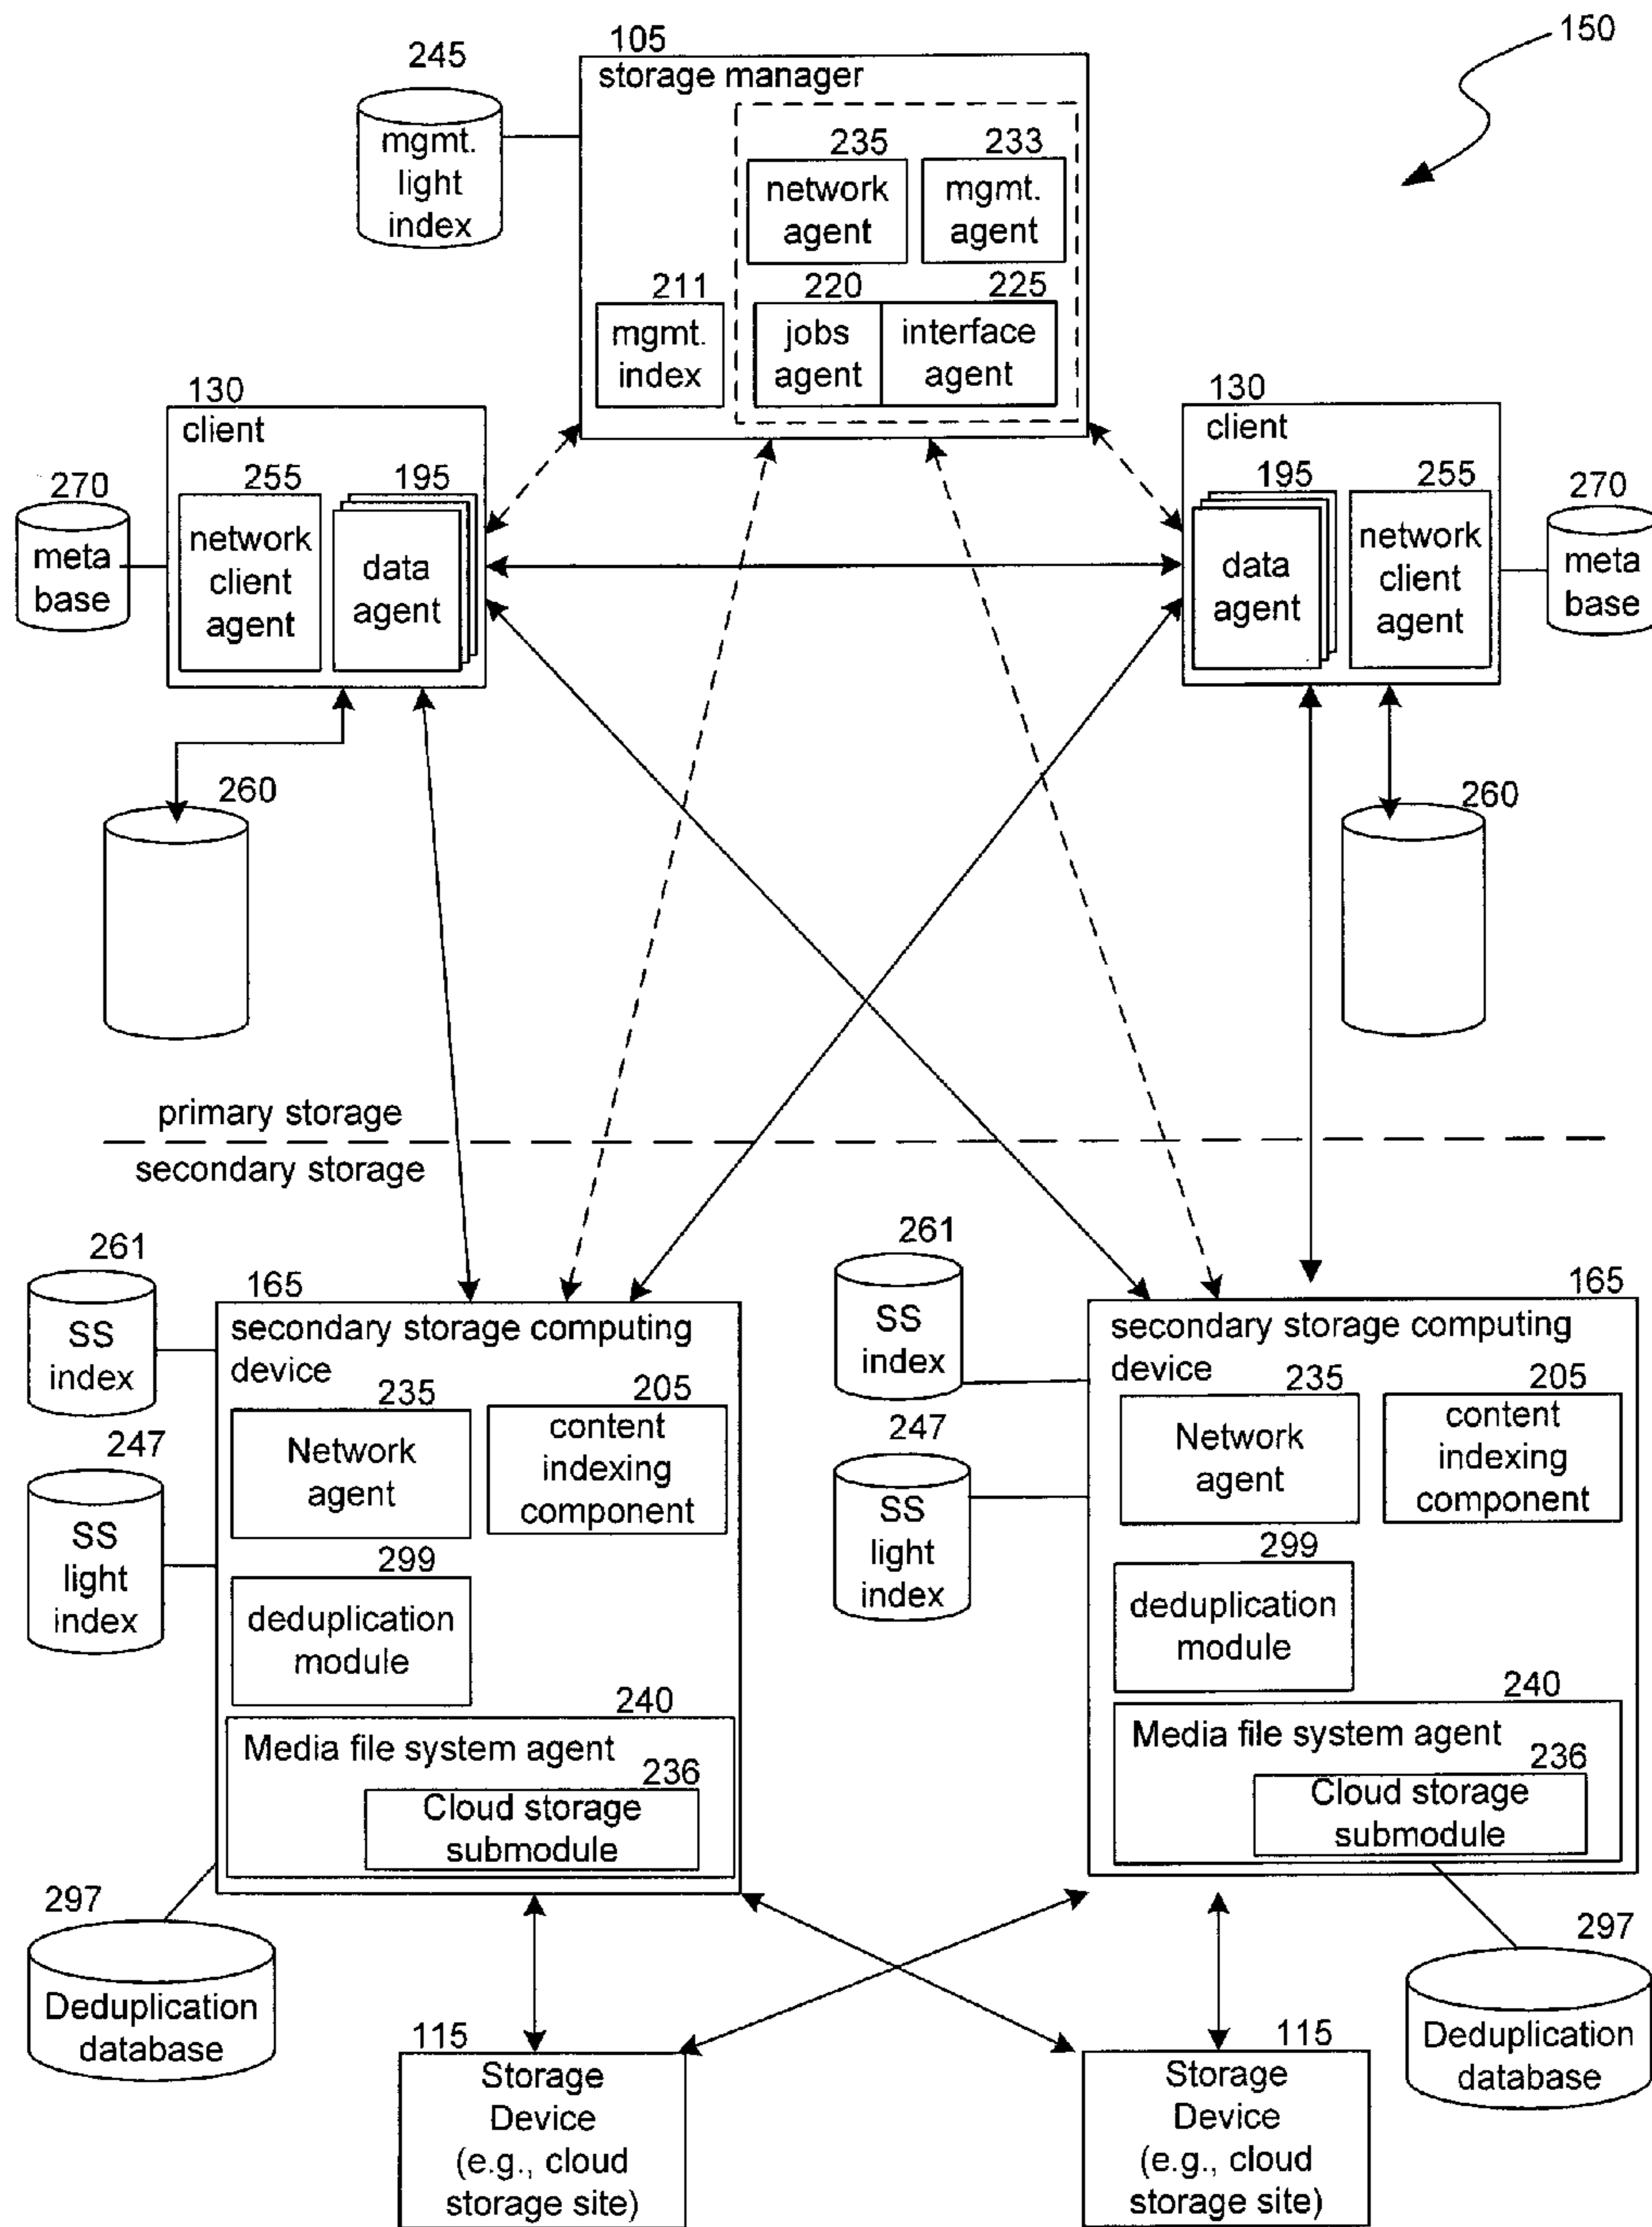 150
105
storage manager
245
mgmt.
light
index
235
network
agent
233
mgmt.
agent
211
mgmt.
index
220
jobs
agent
225
interface
agent
130
client
255
network
client
agent
195
data
agent
270
meta
base
130
client
195
data
agent
255
network
client
agent
270
meta
base
260
260
primary storage
secondary storage
261
SS
index
247
SS
light
index
165
secondary storage computing
device
235
Network
agent
205
content
indexing
component
299
deduplication
module
240
Media file system agent
236
Cloud storage
submodule
297
Deduplication
database
261
SS
index
247
SS
light
index
165
secondary storage computing
device
235
Network
agent
205
content
indexing
component
299
deduplication
module
240
Media file system agent
236
Cloud storage
submodule
297
Deduplication
database
115
Storage
Device
(e.g., cloud
storage site)
115
Storage
Device
(e.g., cloud
storage site)